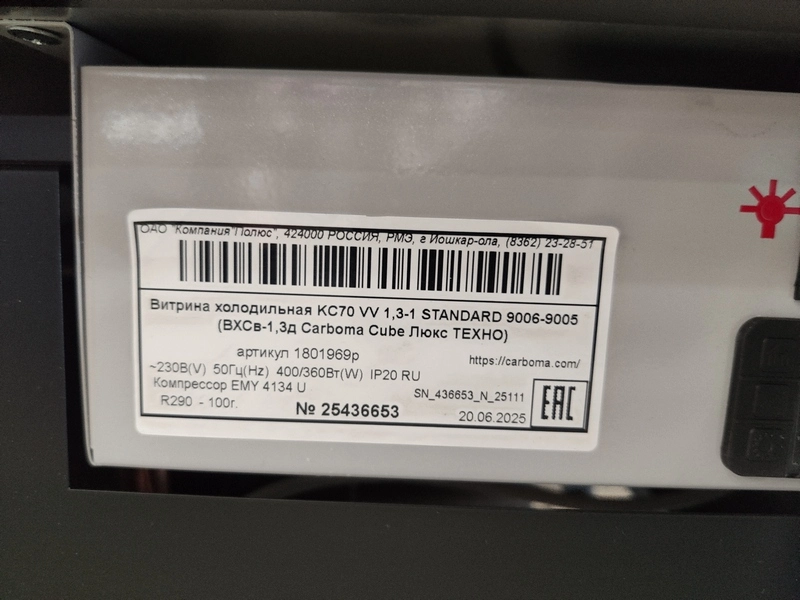 ОАО "Компания Полюс", 424000 РОССИЯ, РМЭ, г Йошкар-ола, (8362) 23-28-51
Витрина холодильная KC70 VV 1,3-1 STANDARD 9006-9005
(ВХСв-1,3д Carboma Cube Люкс ТЕХНО)
артикул 1801969р
https://carboma.com/
~230В(V) 50Гц(Hz) 400/360Вт(W) IP20 RU
Компрессор EMY 4134 U
SN_436653_N_25111
R290 - 100г.
№ 25436653
20.06.2025
EAC